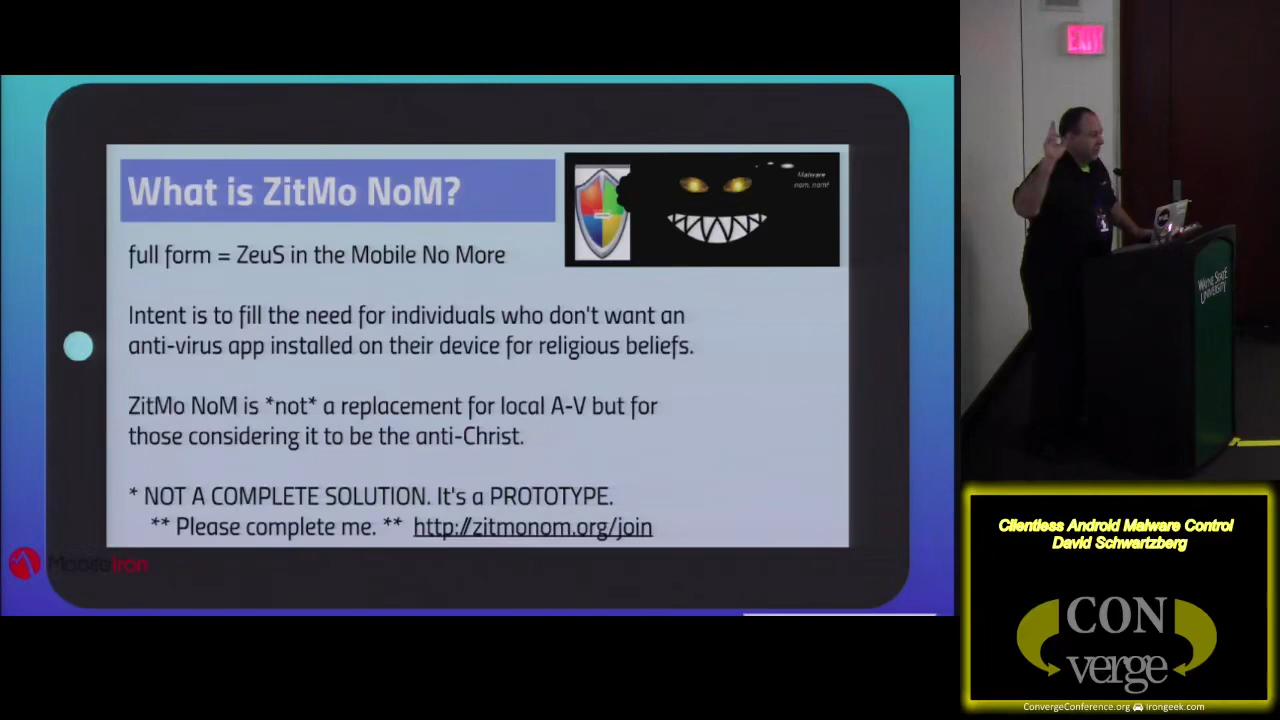 What is ZitMo NoM?
Malware
nom, nom!
full form = ZeuS in the Mobile No More
Intent is to fill the need for individuals who don't want an
anti-virus app installed on their device for religious beliefs.
ZitMo NoM is *not* a replacement for local A-V but for
those considering it to be the anti-Christ.
* NOT A COMPLETE SOLUTION. It's a PROTOTYPE.
** Please complete me. ** http://zitmonom.org/join
MobileIron
EXIT
WAYNE STATE
UNIVERSITY
Clientless Android Malware Control
David Schwartzberg
CON
verge
ConvergeConference.org Irongeek.com